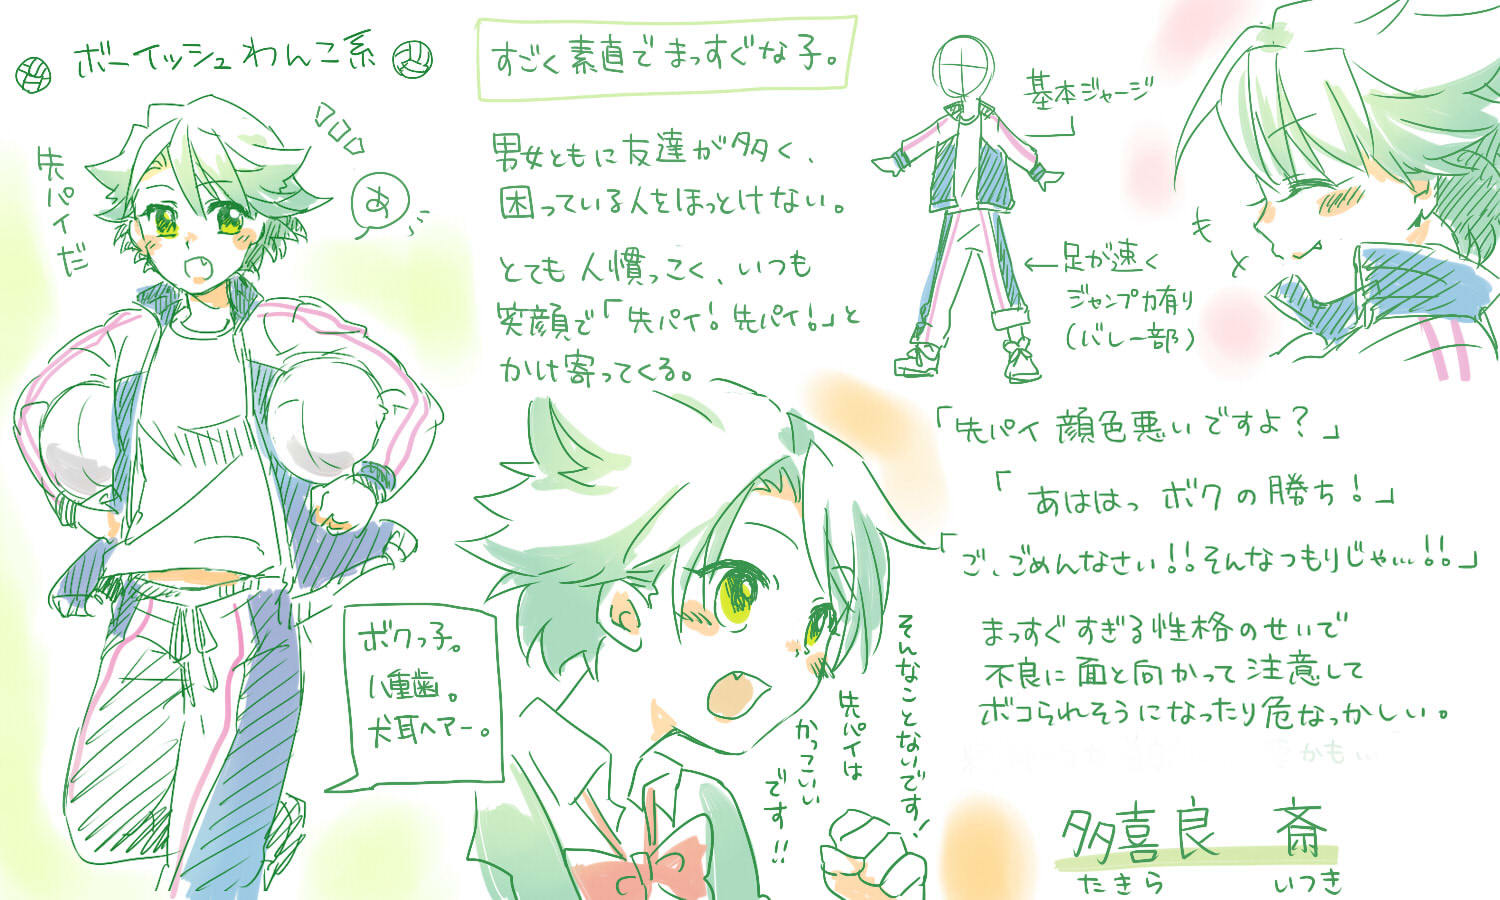 ボーイッシュわんこ系
先パイだ
あ
すごく素直でまっすぐな子。
男女ともに友達が多く、
困っている人をほっとけない。
とても人慣っこく、いつも
笑顔で「先パイ!先パイ!」と
かけ寄ってくる。
基本ジャージ
←足が速く
ジャンプ力有り
(バレー部)
もく
「先パイ顔色悪いですよ?」
「あははっ ボクの勝ち!」
「ご、ごめんなさい!!そんなつもりじゃ…!!」
まっすぐすぎる性格のせいで
不良に面と向かって注意して
ボコられそうになったり危なっかしい。
かも…
ボクっ子。
八重歯。
犬耳ヘアー。
そんなことないです!
先パイは
かっこいい
です!!
多喜良 斎
たきら いつき